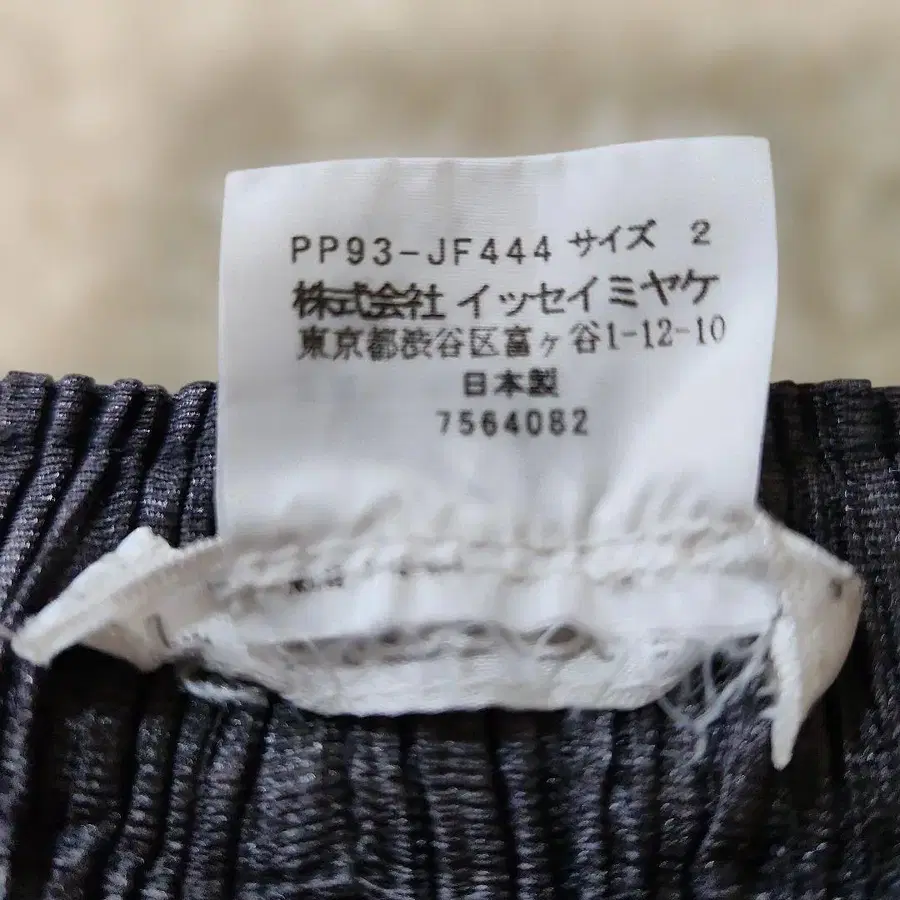 PP93-JF444 サイズ 2
株式会社 イッセイミヤケ
東京都渋谷区富ヶ谷1-12-10
日本製
7564082